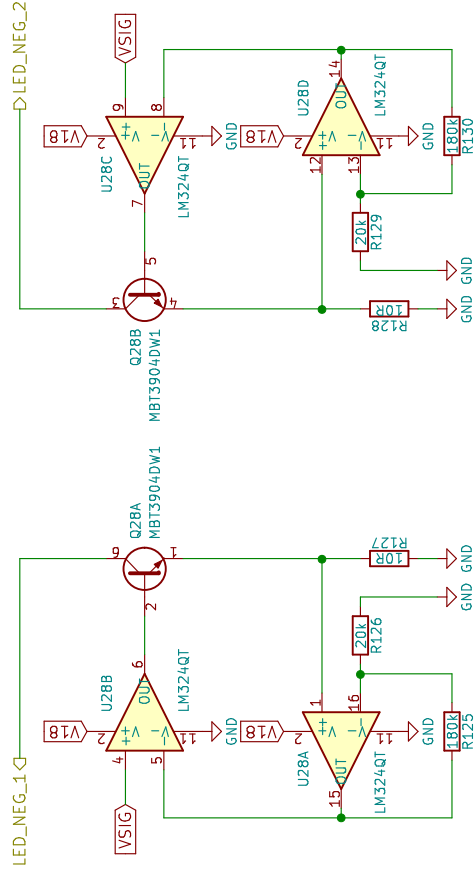 LED_NEG_2
VSIG
9
8
+
−
V18
2
11
GND
U28C
OUT
LM324QT
7
5
3
4
Q28B
MBT3904DW1
14
OUT
U28D
LM324QT
V18
2
+
−
11
GND
12
13
180k
R130
20k
R129
GND
10R
R128
GND
MBT3904DW1
Q28A
6
1
2
10R
R127
GND
GND
20k
R126
6
OUT
U28B
LM324QT
V18
2
+
V−
11
GND
4
5
VSIG
LED_NEG_1
1
16
V18
2
+
V−
11
GND
U28A
OUT
LM324QT
15
180k
R125